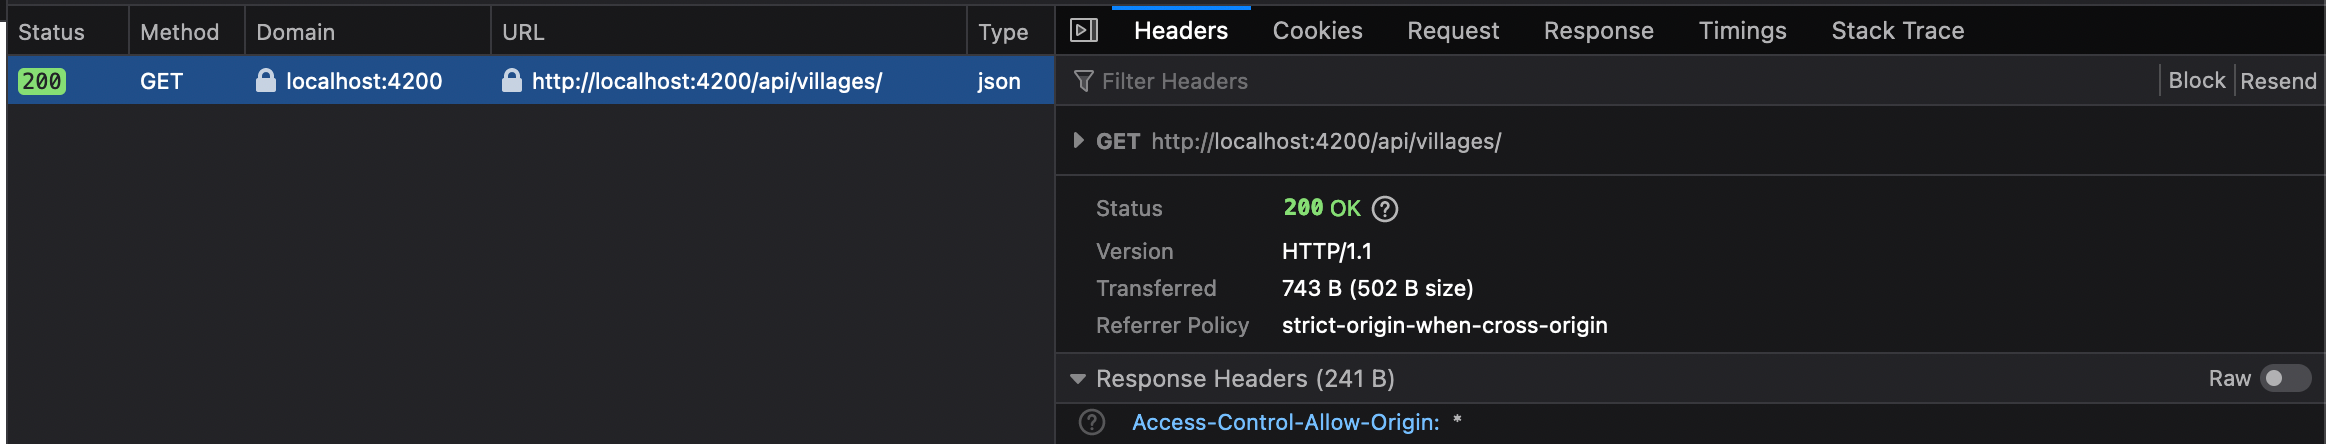 Status Method Domain URL Type
200 GET localhost:4200 http://localhost:4200/api/villages/ json
Headers Cookies Request Response Timings Stack Trace
Filter Headers Block Resend
GET http://localhost:4200/api/villages/
Status 200 OK ?
Version HTTP/1.1
Transferred 743 B (502 B size)
Referrer Policy strict-origin-when-cross-origin
Response Headers (241 B) Raw
? Access-Control-Allow-Origin: *